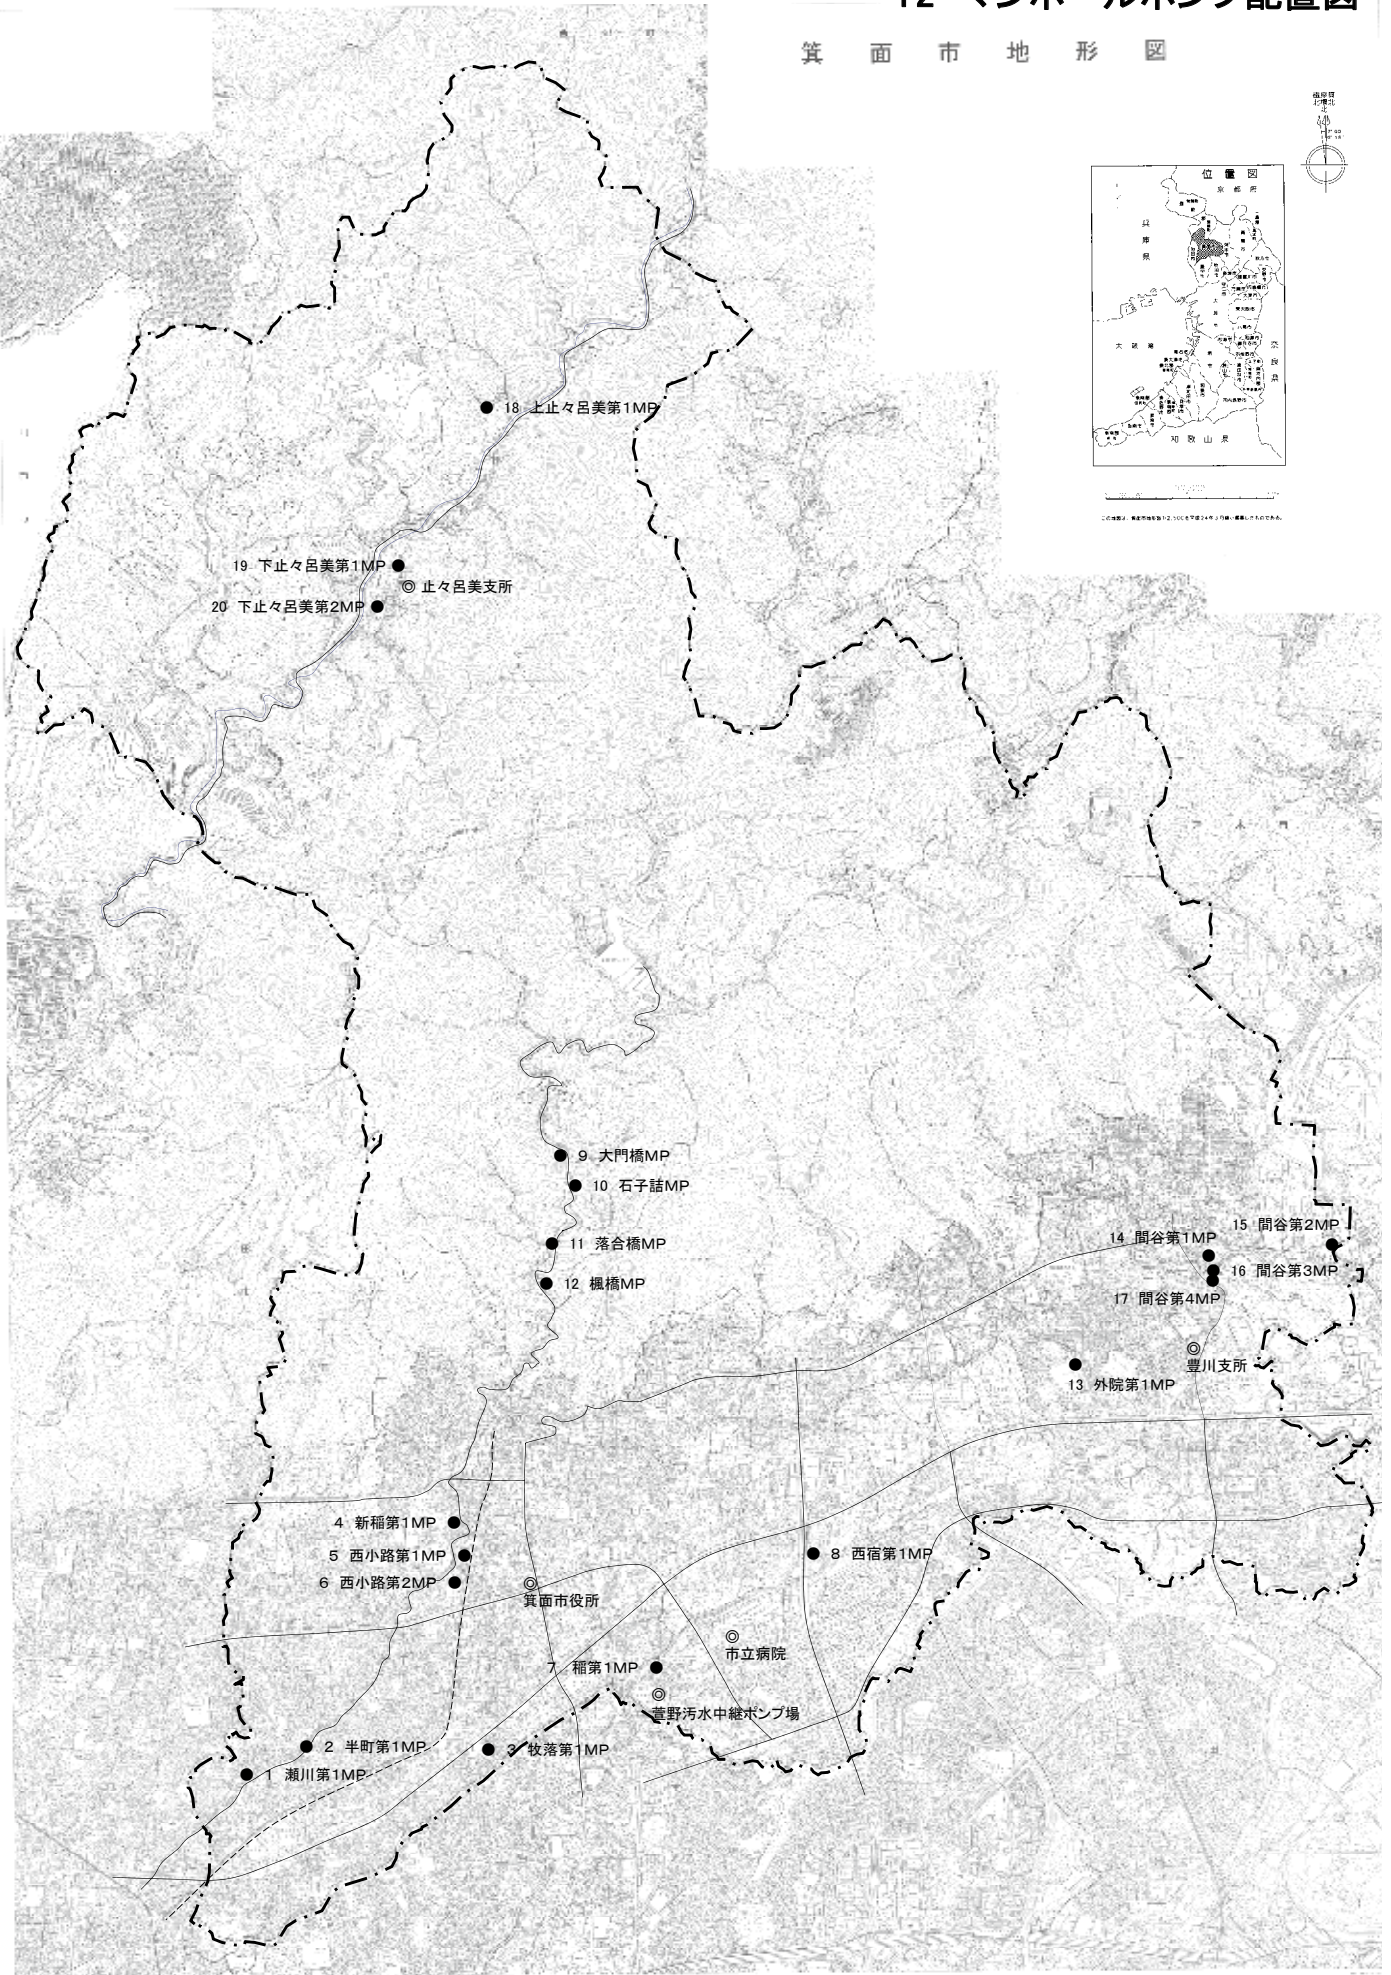 12 マンホールポンプ配置図
箕面市地形図
位置図
京都府
兵庫県
大阪湾
奈良県
和歌山県
18 上止々呂美第1MP
19 下止々呂美第1MP
◎ 止々呂美支所
20 下止々呂美第2MP
9 大門橋MP
10 石子詰MP
11 落合橋MP
12 楓橋MP
15 間谷第2MP
14 間谷第1MP
16 間谷第3MP
17 間谷第4MP
豊川支所
13 外院第1MP
4 新稲第1MP
5 西小路第1MP
8 西宿第1MP
6 西小路第2MP
箕面市役所
市立病院
7 稲第1MP
萱野汚水中継ポンプ場
2 半町第1MP
3 牧落第1MP
1 瀬川第1MP